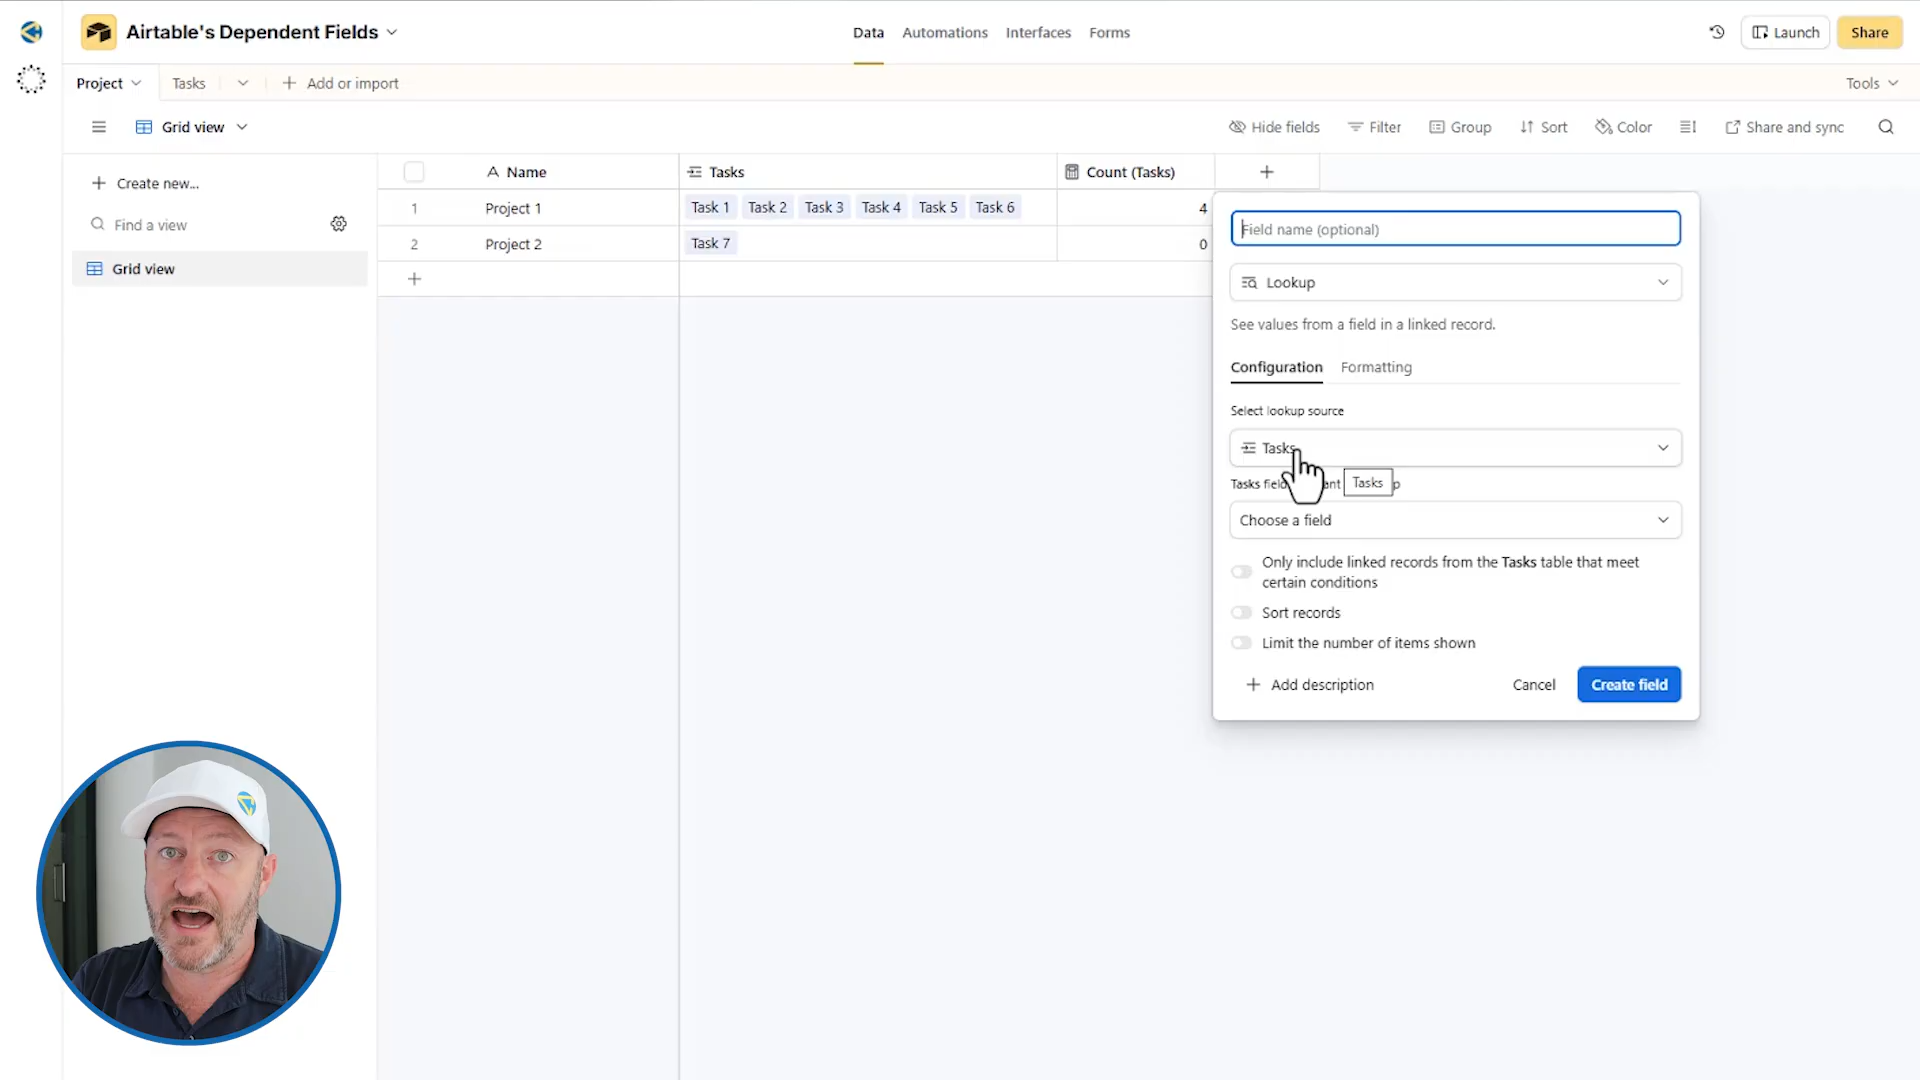 Airtable's Dependent Fields
Data Automations Interfaces Forms
Launch Share
Project Tasks Add or import Tools
Grid view Hide fields Filter Group Sort Color Share and sync
Create new...
Find a view
Grid view
Name Tasks Count (Tasks)
1 Project 1 Task 1 Task 2 Task 3 Task 4 Task 5 Task 6 4
2 Project 2 Task 7 0
Field name (optional)
Lookup
See values from a field in a linked record.
Configuration Formatting
Select lookup source
Tasks
Tasks
Tasks
Choose a field
Only include linked records from the Tasks table that meet
certain conditions
Sort records
Limit the number of items shown
Add description Cancel Create field